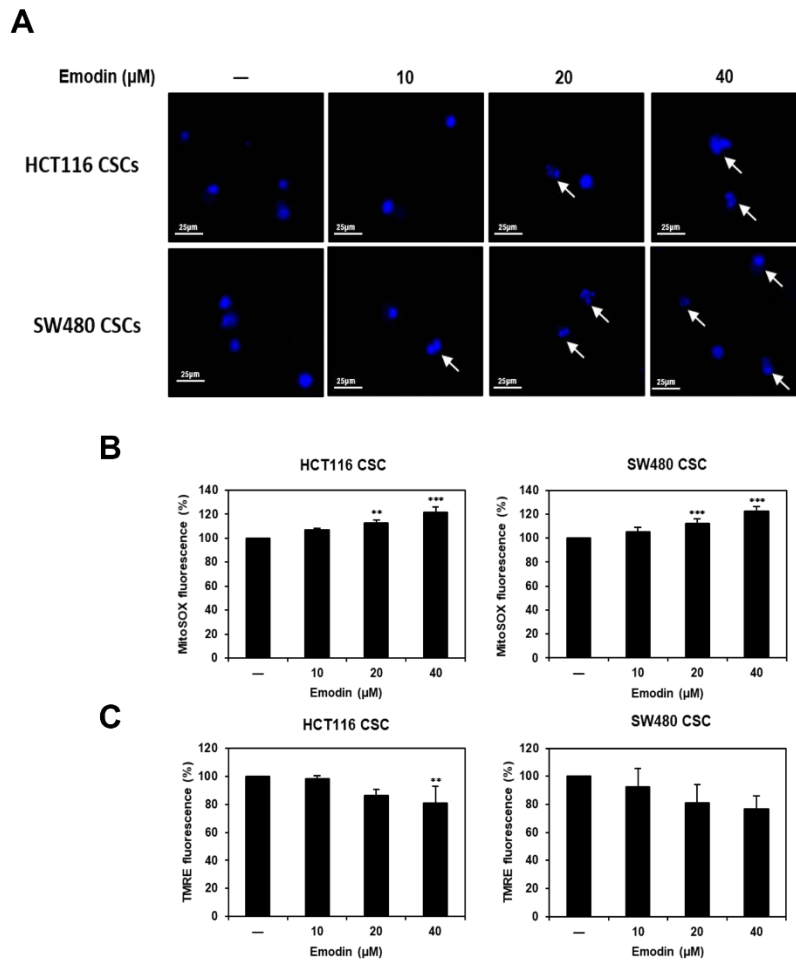 A
Emodin (µM) — 10 20 40
HCT116 CSCs
25µm 25µm 25µm 25µm
SW480 CSCs
25µm 25µm 25µm 25µm
B
HCT116 CSC
MitoSOX fluorescence (%)
140
120
100
80
60
40
20
0
** ***
— 10 20 40
Emodin (µM)
SW480 CSC
MitoSOX fluorescence (%)
140
120
100
80
60
40
20
0
*** ***
— 10 20 40
Emodin (µM)
C
HCT116 CSC
TMRE fluorescence (%)
120
100
80
60
40
20
0
**
— 10 20 40
Emodin (µM)
SW480 CSC
TMRE fluorescence (%)
120
100
80
60
40
20
0
— 10 20 40
Emodin (µM)